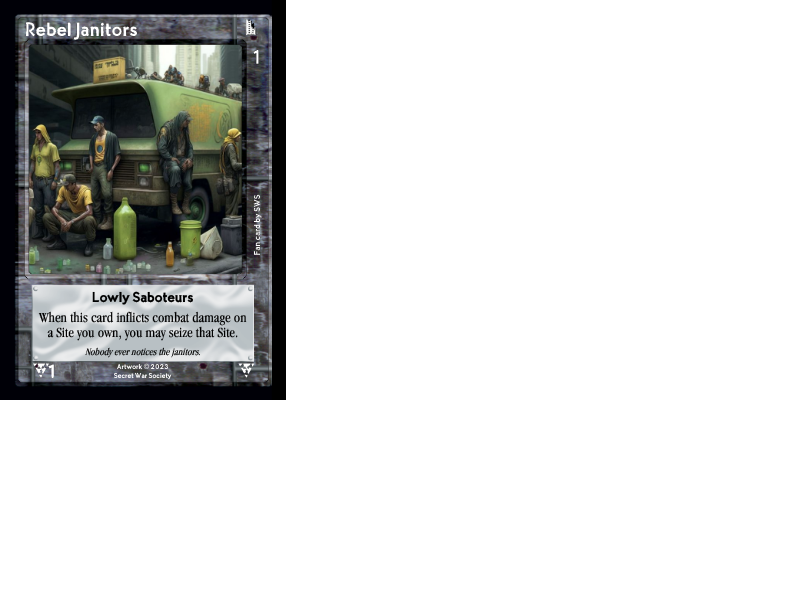 Rebel Janitors
1
Fan card by SWS
Lowly Saboteurs
When this card inflicts combat damage on
a Site you own, you may seize that Site.
Nobody ever notices the janitors.
1
Artwork © 2023
Secret War Society